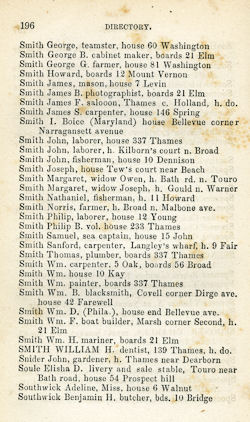 196 DIRECTORY.
Smith George, teamster, house 60 Washington
Smith George B. cabinet maker, boards 21 Elm
Smith George G. farmer, house 81 Washington
Smith Howard, boards 12 Mount Vernon
Smith James, mason, house 7 Levin
Smith James B. photographist, boards 21 Elm
Smith James F. salooon, Thames c. Holland, h. do.
Smith James S. carpenter, house 146 Spring
Smith I. Boice (Maryland) house Bellevue corner
Narragansett avenue
Smith John, laborer, house 337 Thames
Smith John, laborer, h. Kilborn's court n. Broad
Smith John, fisherman, house 10 Dennison
Smith Joseph, house Tew's court near Beach
Smith Margaret, widow Owen, h. Bath rd. n. Touro
Smith Margaret, widow Joseph, h. Gould n. Warner
Smith Nathaniel, fisherman, h. 11 Howard
Smith Norris, farmer, h. Broad n. Malbone ave.
Smith Philip, laborer, house 12 Young
Smith Philip B. vol. house 233 Thames
Smith Samuel, sea captain, house 15 John
Smith Sanford, carpenter, Langley's wharf, h. 9 Fair
Smith Thomas, plumber, boards 337 Thames
Smith Wm. carpenter, 5 Oak, boards 56 Broad
Smith Wm. house 10 Kay
Smith Wm. painter, boards 337 Thames
Smith Wm. B. blacksmith, Covell corner Dirge ave.
house 42 Farewell
Smith Wm. D. (Phila.), house end Bellevue ave.
Smith Wm. F. boat builder, Marsh corner Second, h.
21 Elm
Smith Wm. H. mariner, boards 21 Elm
SMITH WILLIAM H. dentist, 139 Thames, h. do.
Snider John, gardener, h. Thames near Dearborn
Soule Elisha D. livery and sale stable, Touro near
Bath road, house 54 Prospect hill
Southwick Adeline, Miss, house 6 Walnut
Southwick Benjamin H. butcher, bds. 10 Bridge